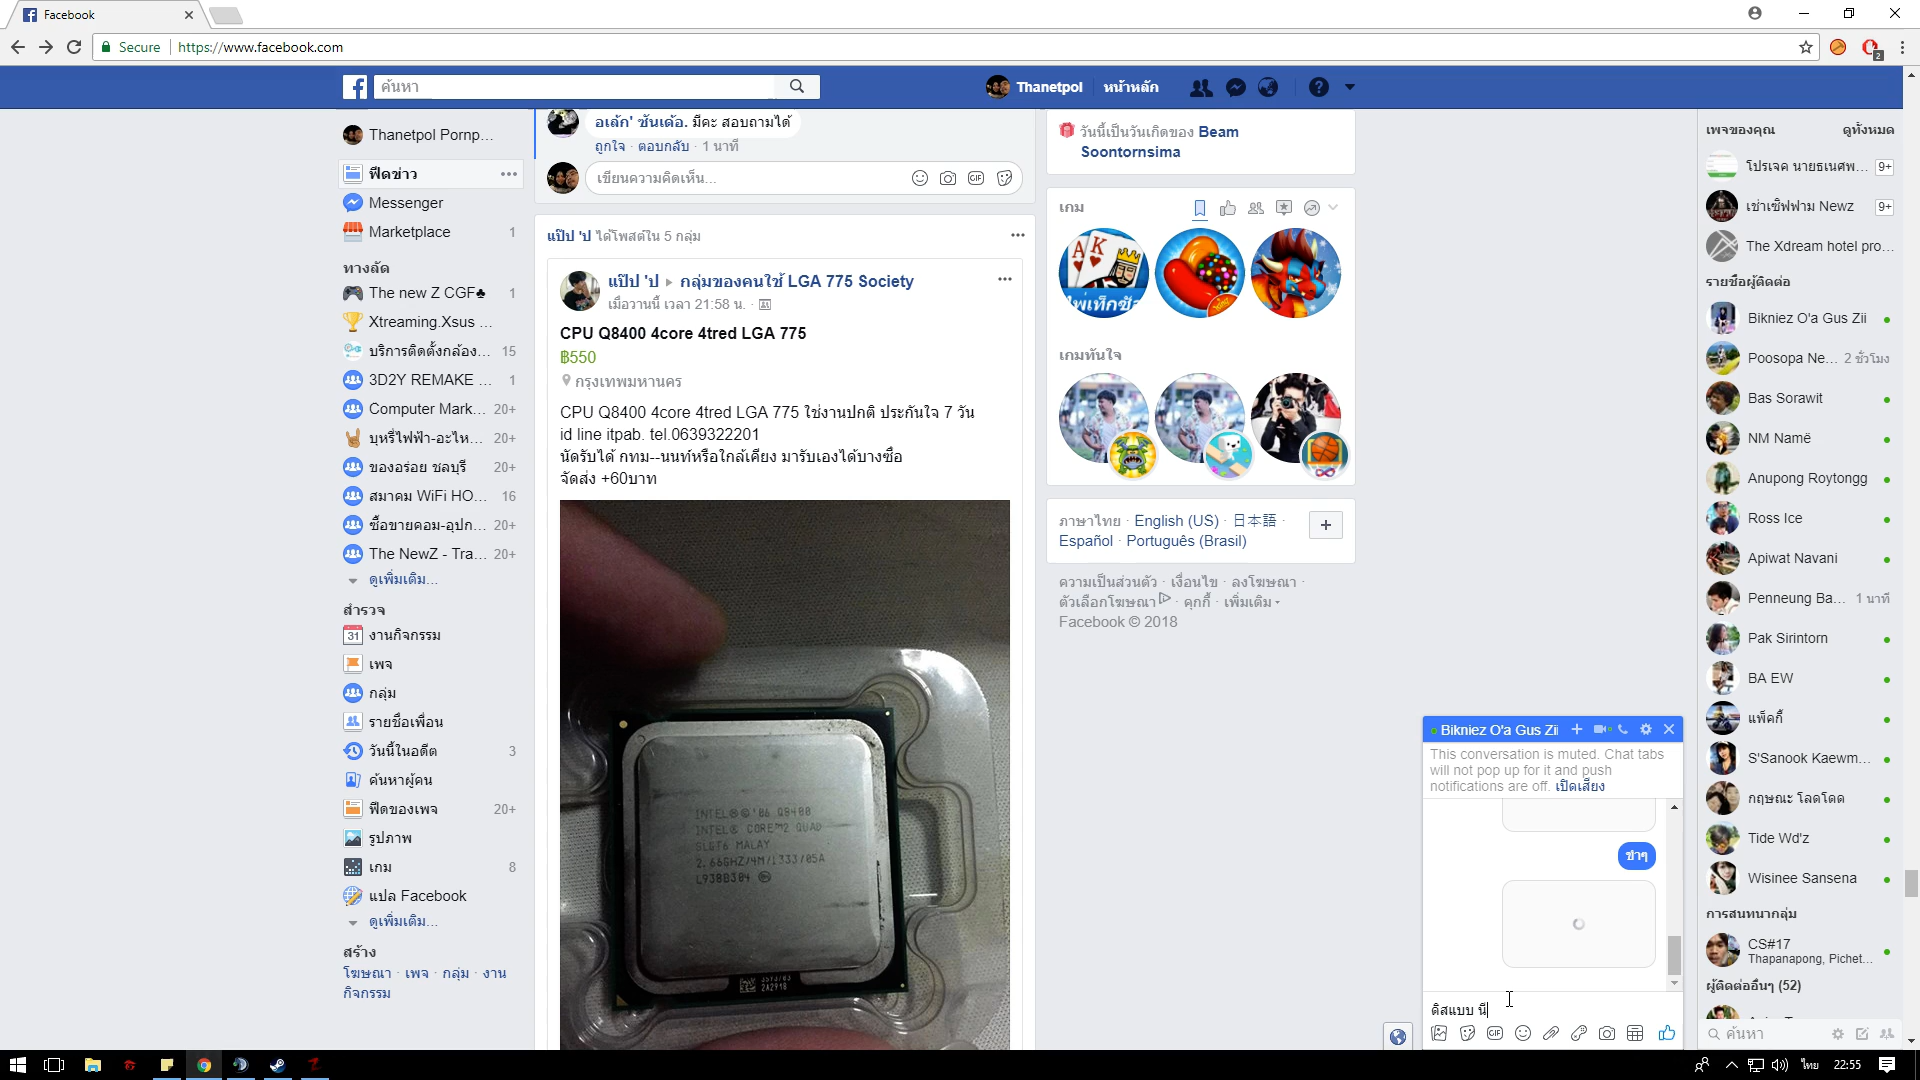 Facebook
Secure
https://www.facebook.com
2
ค้นหา
Thanetpol
หน้าหลัก
Thanetpol Pornp...
ฟีดข่าว
Messenger
Marketplace 1
ทางลัด
The new Z CGF♣ 1
Xtreaming.Xsus ...
บริการติดตั้งกล้อง... 15
3D2Y REMAKE ... 1
Computer Mark... 20+
บุหรี่ไฟฟ้า-อะไห... 20+
ของอร่อย ชลบุรี 20+
สมาคม WiFi HO... 16
ซื้อขายคอม-อุปก... 20+
The NewZ - Tra... 20+
ดูเพิ่มเติม...
สำรวจ
31 งานกิจกรรม
เพจ
กลุ่ม
รายชื่อเพื่อน
วันนี้ในอดีต 3
ค้นหาผู้คน
ฟีดของเพจ 20+
รูปภาพ
เกม 8
แปล Facebook
ดูเพิ่มเติม...
สร้าง
โฆษณา · เพจ · กลุ่ม · งาน
กิจกรรม
อเล้ก' ซันเด้อ. มีคะ สอบถามได้
ถูกใจ · ตอบกลับ · 1 นาที
เขียนความคิดเห็น...
GIF
แป๊ป 'ป ได้โพสต์ใน 5 กลุ่ม
แป๊ป 'ป ▸ กลุ่มของคนใช้ LGA 775 Society
เมื่อวานนี้ เวลา 21:58 น. ·
CPU Q8400 4core 4tred LGA 775
฿550
กรุงเทพมหานคร
CPU Q8400 4core 4tred LGA 775 ใช่งานปกติ ประกันใจ 7 วัน
id line itpab. tel.0639322201
นัดรับได้ กทม--นนท์หรือใกล้เคียง มารับเองได้บางซื่อ
จัดส่ง +60บาท
INTEL®©'06 Q8400
INTEL® CORE™2 QUAD
SLGT6 MALAY
2.66GHZ/4M/1333/05A
L938B384
วันนี้เป็นวันเกิดของ Beam
Soontornsima
เกม
A K
เกมทันใจ
ภาษาไทย · English (US) · 日本語 ·
Español · Português (Brasil)
ความเป็นส่วนตัว · เงื่อนไข · ลงโฆษณา ·
ตัวเลือกโฆษณา · คุกกี้ · เพิ่มเติม
Facebook © 2018
เพจของคุณ ดูทั้งหมด
โปรเจค นายธเนศพ... 9+
เช่าเซิฟฟาม Newz 9+
The Xdream hotel pro...
รายชื่อผู้ติดต่อ
Bikniez O'a Gus Zii
Poosopa Ne... 2 ชั่วโมง
Bas Sorawit
NM Namë
Anupong Roytongg
Ross Ice
Apiwat Navani
Penneung Ba... 1 นาที
Pak Sirintorn
BA EW
แพ็คกี้
S'Sanook Kaewm...
กฤษณะ โลดโดด
Tide Wd'z
Wisinee Sansena
การสนทนากลุ่ม
CS#17
Thapanapong, Pichet...
ผู้ติดต่ออื่นๆ (52)
ค้นหา
Bikniez O'a Gus Zii
This conversation is muted. Chat tabs
will not pop up for it and push
notifications are off. เปิดเสียง
ขำๆ
ดิสแบบ นี้
GIF
ไทย
22:55